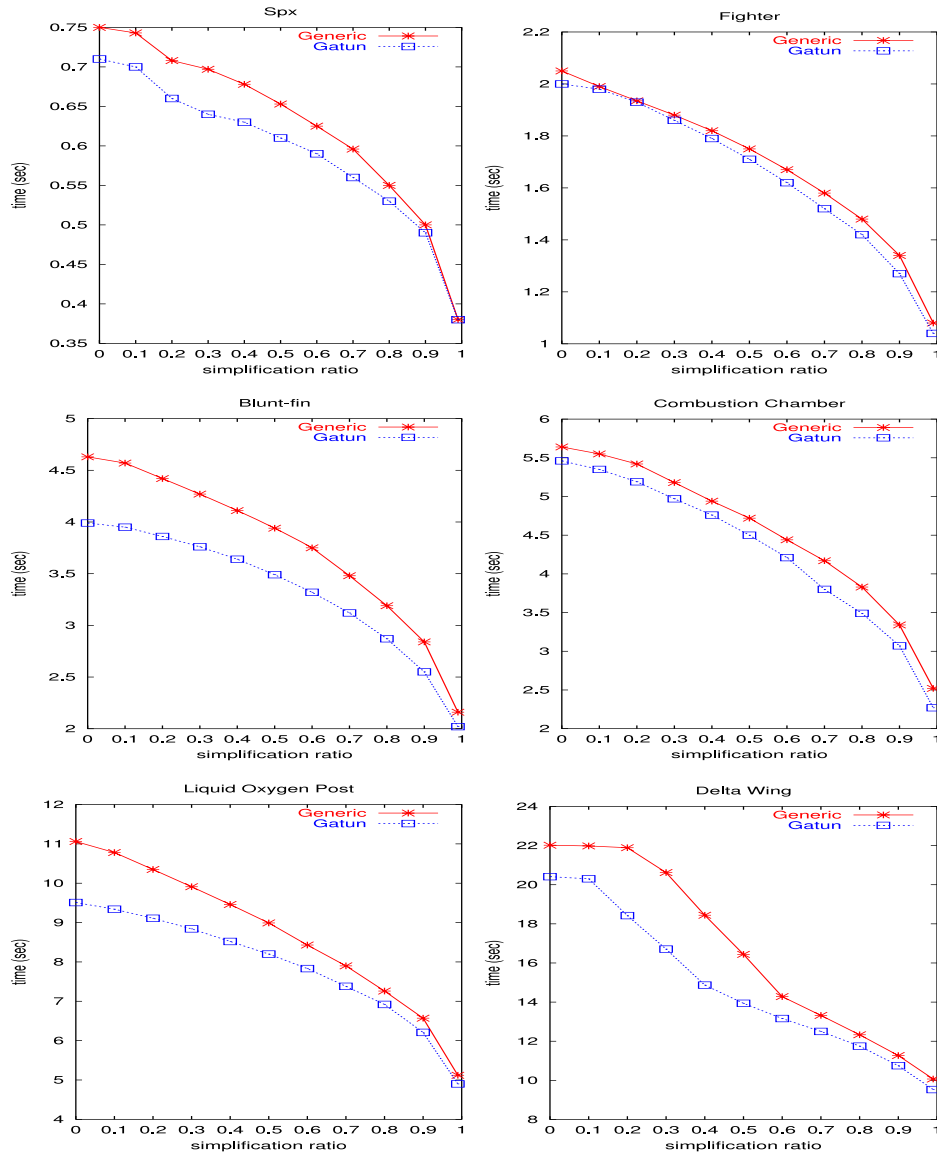 Spx
Generic
Gatun
time (sec)
0.75
0.7
0.65
0.6
0.55
0.5
0.45
0.4
0.35
0 0.1 0.2 0.3 0.4 0.5 0.6 0.7 0.8 0.9 1
simplification ratio
Fighter
Generic
Gatun
time (sec)
2.2
2
1.8
1.6
1.4
1.2
1
0 0.1 0.2 0.3 0.4 0.5 0.6 0.7 0.8 0.9 1
simplification ratio
Blunt-fin
Generic
Gatun
time (sec)
5
4.5
4
3.5
3
2.5
2
0 0.1 0.2 0.3 0.4 0.5 0.6 0.7 0.8 0.9 1
simplification ratio
Combustion Chamber
Generic
Gatun
time (sec)
6
5.5
5
4.5
4
3.5
3
2.5
2
0 0.1 0.2 0.3 0.4 0.5 0.6 0.7 0.8 0.9 1
simplification ratio
Liquid Oxygen Post
Generic
Gatun
time (sec)
12
11
10
9
8
7
6
5
4
0 0.1 0.2 0.3 0.4 0.5 0.6 0.7 0.8 0.9 1
simplification ratio
Delta Wing
Generic
Gatun
time (sec)
24
22
20
18
16
14
12
10
8
0 0.1 0.2 0.3 0.4 0.5 0.6 0.7 0.8 0.9 1
simplification ratio